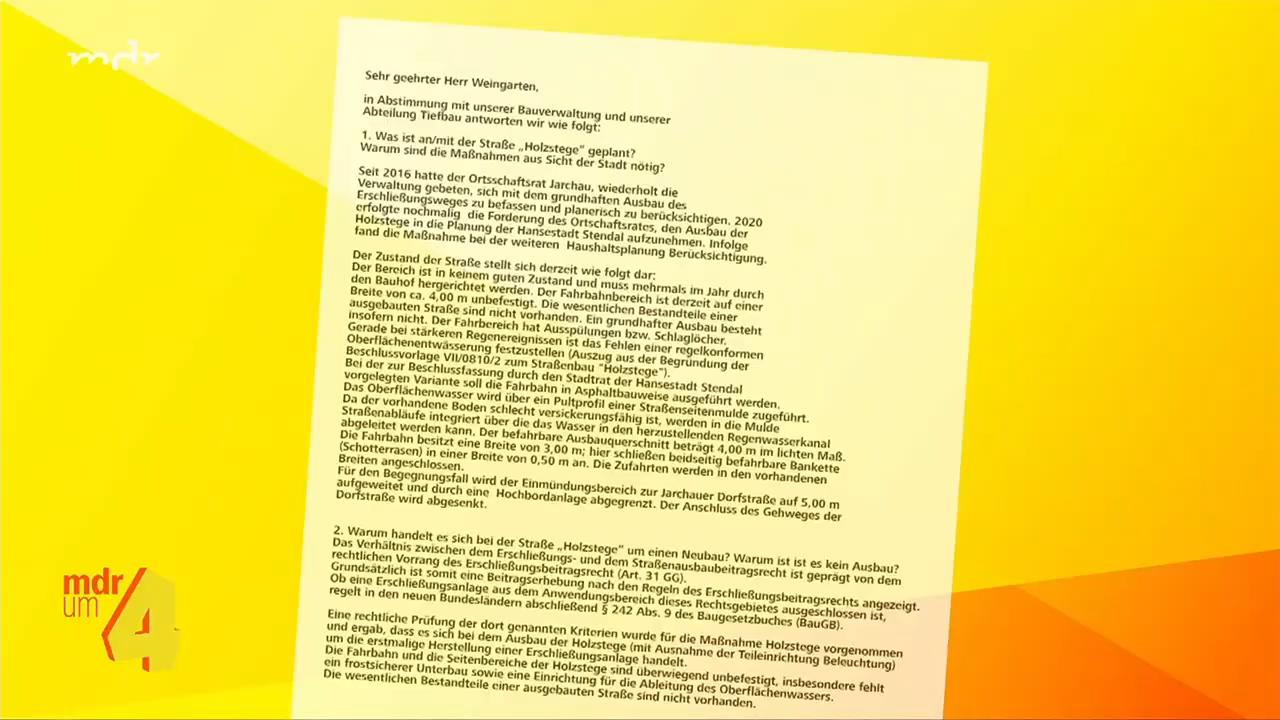 mdr
Sehr geehrter Herr Weingarten,
in Abstimmung mit unserer Bauverwaltung und unserer
Abteilung Tiefbau antworten wir wie folgt:
1. Was ist an/mit der Straße „Holzstege“ geplant?
Warum sind die Maßnahmen aus Sicht der Stadt nötig?
Seit 2016 hatte der Ortsschaftsrat Jarchau, wiederholt die
Verwaltung gebeten, sich mit dem grundhaften Ausbau des
Erschließungsweges zu befassen und planerisch zu berücksichtigen. 2020
erfolgte nochmalig die Forderung des Ortschaftsrates, den Ausbau der
Holzstege in die Planung der Hansestadt Stendal aufzunehmen. Infolge
fand die Maßnahme bei der weiteren Haushaltsplanung Berücksichtigung.
Der Zustand der Straße stellt sich derzeit wie folgt dar:
Der Bereich ist in keinem guten Zustand und muss mehrmals im Jahr durch
den Bauhof hergerichtet werden. Der Fahrbahnbereich ist derzeit auf einer
Breite von ca. 4,00 m unbefestigt. Die wesentlichen Bestandteile einer
ausgebauten Straße sind nicht vorhanden. Ein grundhafter Ausbau besteht
insofern nicht. Der Fahrbereich hat Ausspülungen bzw. Schlaglöcher.
Gerade bei stärkeren Regenereignissen ist das Fehlen einer regelkonformen
Oberflächenentwässerung festzustellen (Auszug aus der Begründung der
Beschlussvorlage VII/0810/2 zum Straßenbau "Holzstege").
Bei der zur Beschlussfassung durch den Stadtrat der Hansestadt Stendal
vorgelegten Variante soll die Fahrbahn in Asphaltbauweise ausgeführt werden.
Das Oberflächenwasser wird über ein Pultprofil einer Straßenseitenmulde zugeführt.
Da der vorhandene Boden schlecht versickerungsfähig ist, werden in die Mulde
Straßenabläufe integriert über die das Wasser in den herzustellenden Regenwasserkanal
abgeleitet werden kann. Der befahrbare Ausbauquerschnitt beträgt 4,00 m im lichten Maß.
Die Fahrbahn besitzt eine Breite von 3,00 m; hier schließen beidseitig befahrbare Bankette
(Schotterrasen) in einer Breite von 0,50 m an. Die Zufahrten werden in den vorhandenen
Breiten angeschlossen.
Für den Begegnungsfall wird der Einmündungsbereich zur Jarchauer Dorfstraße auf 5,00 m
aufgeweitet und durch eine Hochbordanlage abgegrenzt. Der Anschluss des Gehweges der
Dorfstraße wird abgesenkt.
2. Warum handelt es sich bei der Straße „Holzstege“ um einen Neubau? Warum ist ist es kein Ausbau?
Das Verhältnis zwischen dem Erschließungs- und dem Straßenausbaubeitragsrecht ist geprägt von dem
rechtlichen Vorrang des Erschließungsbeitragsrecht (Art. 31 GG).
Grundsätzlich ist somit eine Beitragserhebung nach den Regeln des Erschließungsbeitragsrechts angezeigt.
Ob eine Erschließungsanlage aus dem Anwendungsbereich dieses Rechtsgebietes ausgeschlossen ist,
regelt in den neuen Bundesländern abschließend § 242 Abs. 9 des Baugesetzbuches (BauGB).
Eine rechtliche Prüfung der dort genannten Kriterien wurde für die Maßnahme Holzstege vorgenommen
und ergab, dass es sich bei dem Ausbau der Holzstege (mit Ausnahme der Teileinrichtung Beleuchtung)
um die erstmalige Herstellung einer Erschließungsanlage handelt.
Die Fahrbahn und die Seitenbereiche der Holzstege sind überwiegend unbefestigt, insbesondere fehlt
ein frostsicherer Unterbau sowie eine Einrichtung für die Ableitung des Oberflächenwassers.
Die wesentlichen Bestandteile einer ausgebauten Straße sind nicht vorhanden.
mdr
um
4